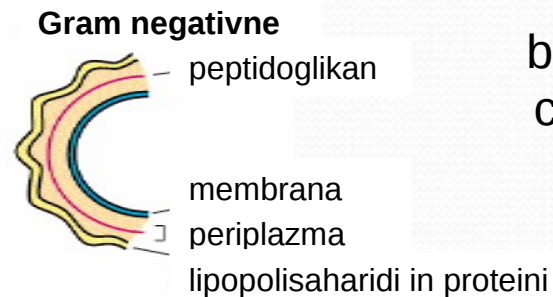 Gram negativne
peptidoglikan
b
c
membrana
periplazma
lipopolisaharidi in proteini